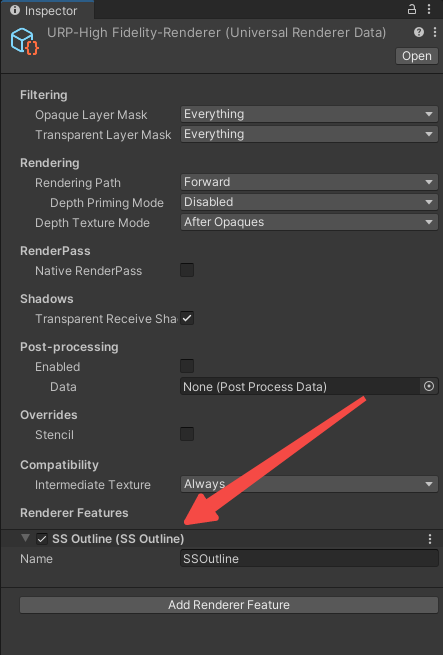 Inspector
URP-High Fidelity-Renderer (Universal Renderer Data)
Open
Filtering
Opaque Layer Mask Everything
Transparent Layer Mask Everything
Rendering
Rendering Path Forward
Depth Priming Mode Disabled
Depth Texture Mode After Opaques
RenderPass
Native RenderPass
Shadows
Transparent Receive Sha
Post-processing
Enabled
Data None (Post Process Data)
Overrides
Stencil
Compatibility
Intermediate Texture Always
Renderer Features
SS Outline (SS Outline)
Name SSOutline
Add Renderer Feature